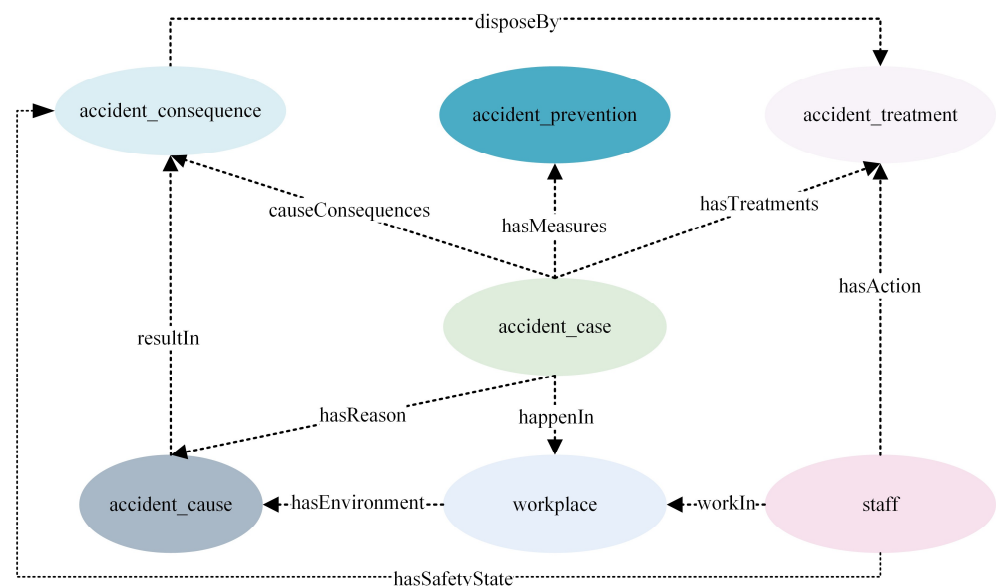 disposeBy
accident_consequence
accident_prevention
accident_treatment
causeConsequences
hasMeasures
hasTreatments
hasAction
accident_case
resultIn
hasReason
happenIn
accident_cause
hasEnvironment
workplace
workIn
staff
hasSafetyState